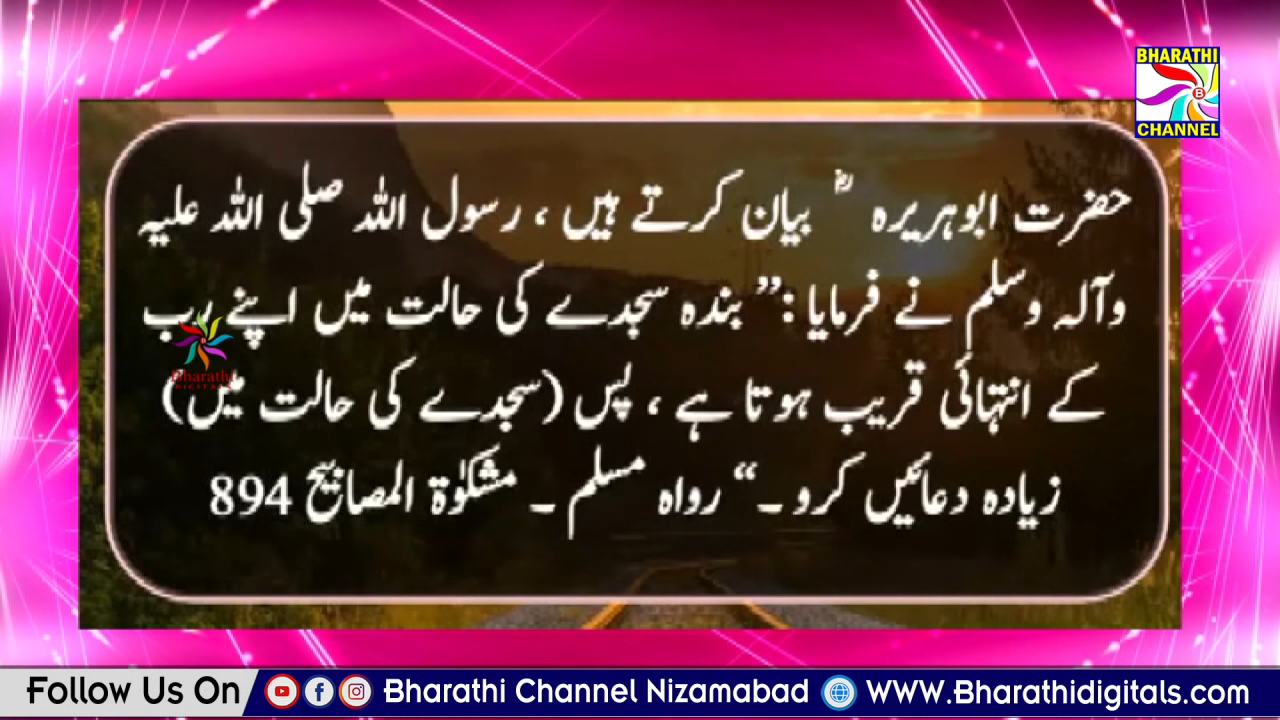 BHARATHI
B
CHANNEL
حضرت ابوہریرہ ؓ بیان کرتے ہیں ، رسول اللہ صلی اللہ علیہ
وآلہ وسلم نے فرمایا :” بندہ سجدے کی حالت میں اپنے رب
کے انتہائی قریب ہوتا ہے ، پس (سجدے کی حالت میں)
زیادہ دعائیں کرو ۔“ رواہ مسلم ۔ مشکوٰۃ المصابیح 894
Bharathi
DIGITALS
Follow Us On Bharathi Channel Nizamabad WWW.Bharathidigitals.com